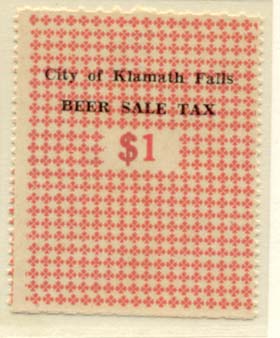 City of Klamath Falls
BEER SALE TAX
$1